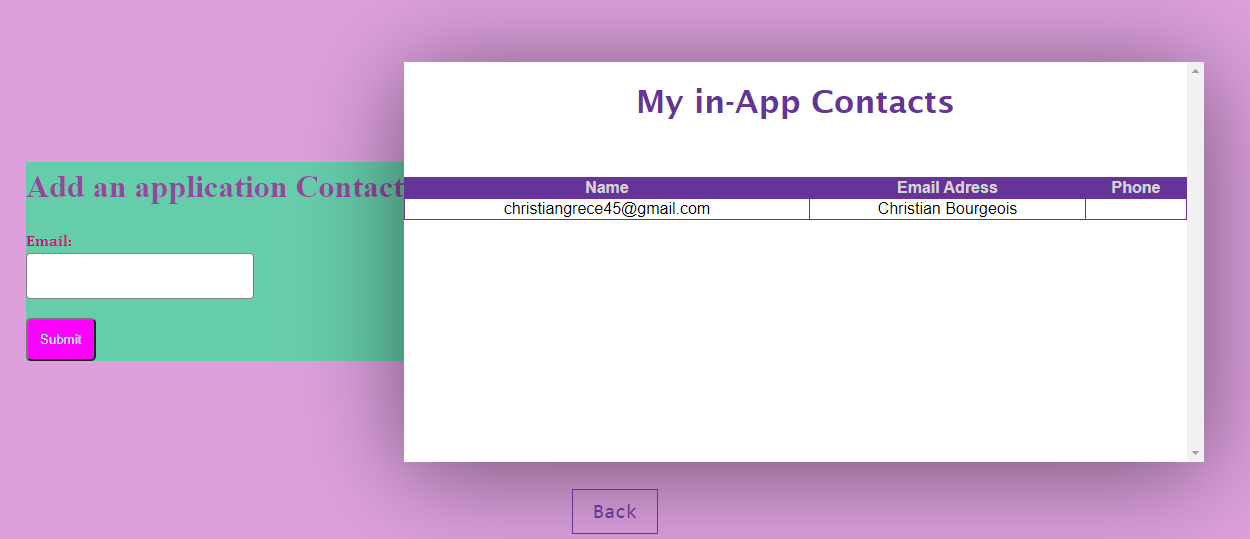 Add an application Contact
Email:
Submit
My in-App Contacts
Name Email Adress Phone
christiangrece45@gmail.com Christian Bourgeois
Back